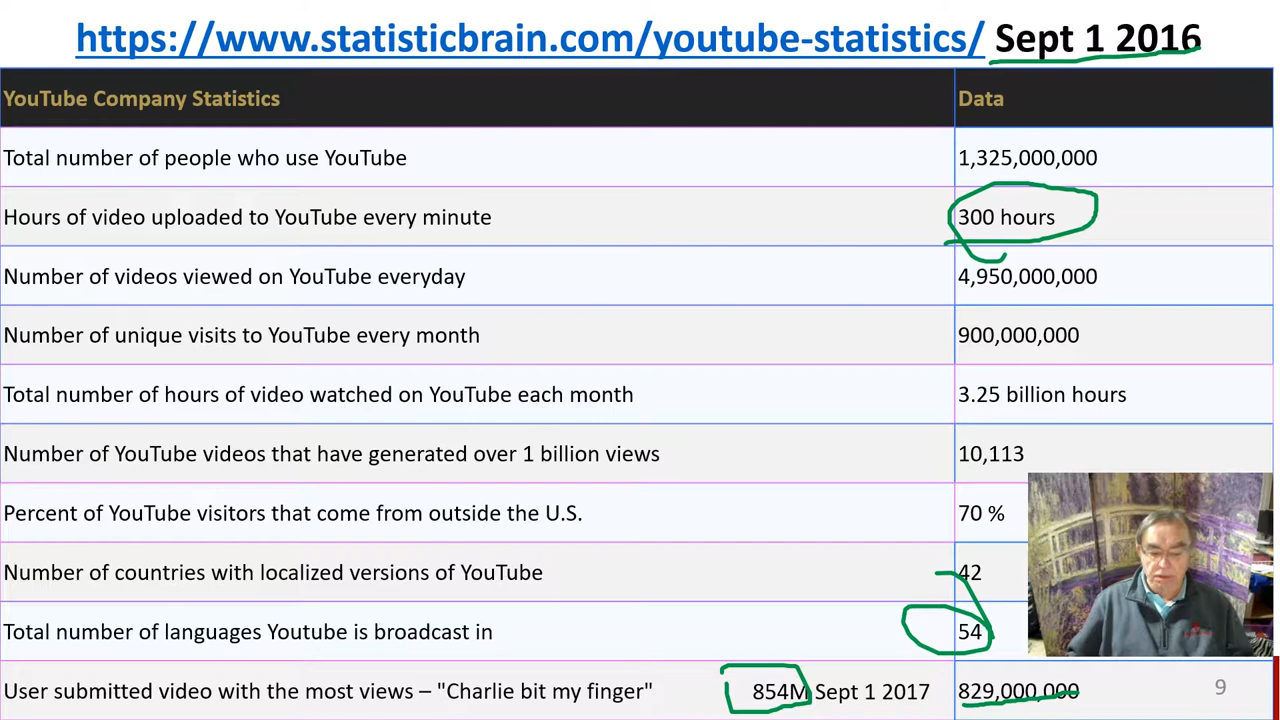 https://www.statisticbrain.com/youtube-statistics/ Sept 1 2016
YouTube Company Statistics Data
Total number of people who use YouTube 1,325,000,000
Hours of video uploaded to YouTube every minute 300 hours
Number of videos viewed on YouTube everyday 4,950,000,000
Number of unique visits to YouTube every month 900,000,000
Total number of hours of video watched on YouTube each month 3.25 billion hours
Number of YouTube videos that have generated over 1 billion views 10,113
Percent of YouTube visitors that come from outside the U.S. 70 %
Number of countries with localized versions of YouTube 42
Total number of languages Youtube is broadcast in 54
User submitted video with the most views – "Charlie bit my finger" 854M Sept 1 2017 829,000,000
9